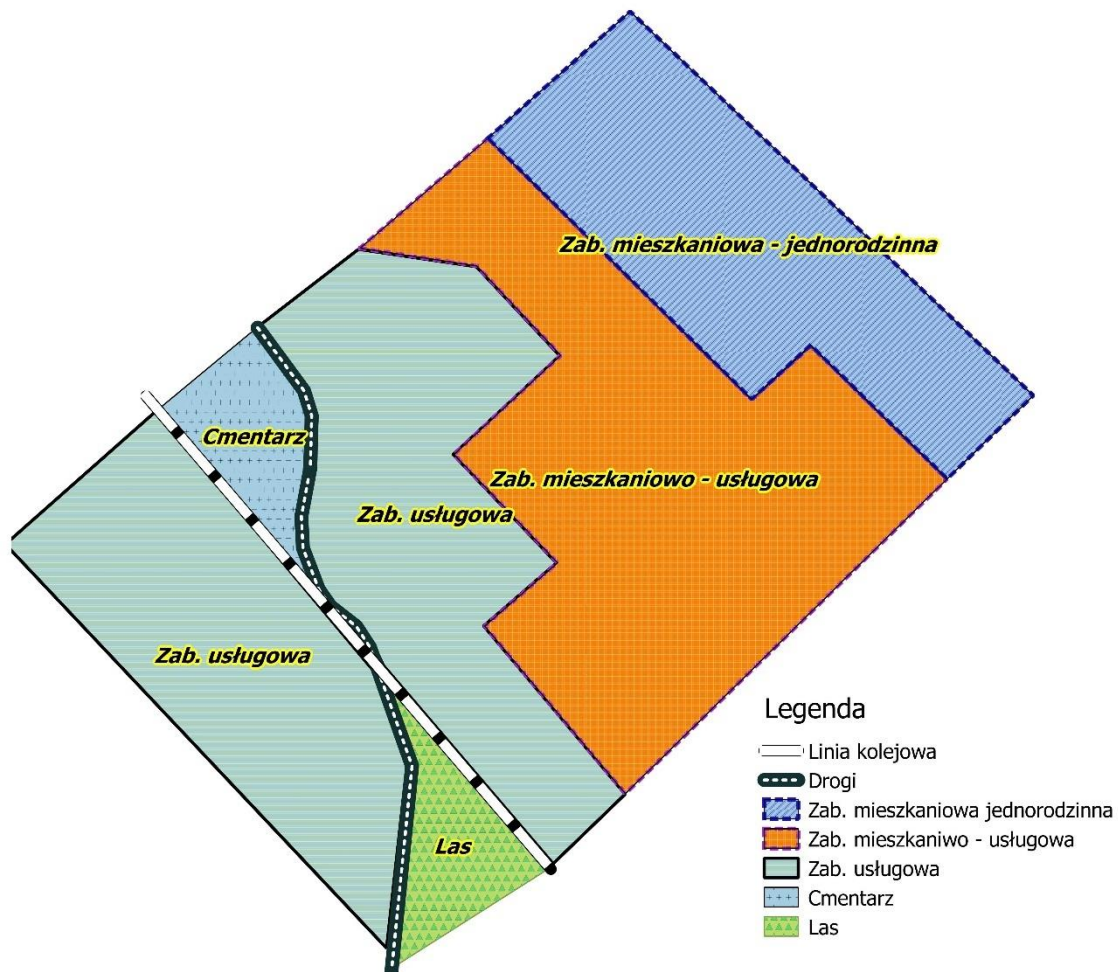 Zab. mieszkaniowa - jednorodzinna
Cmentarz
Zab. mieszkaniowo - usługowa
Zab. usługowa
Zab. usługowa
Las
Legenda
Linia kolejowa
Drogi
Zab. mieszkaniowa jednorodzinna
Zab. mieszkaniwo - usługowa
Zab. usługowa
Cmentarz
Las